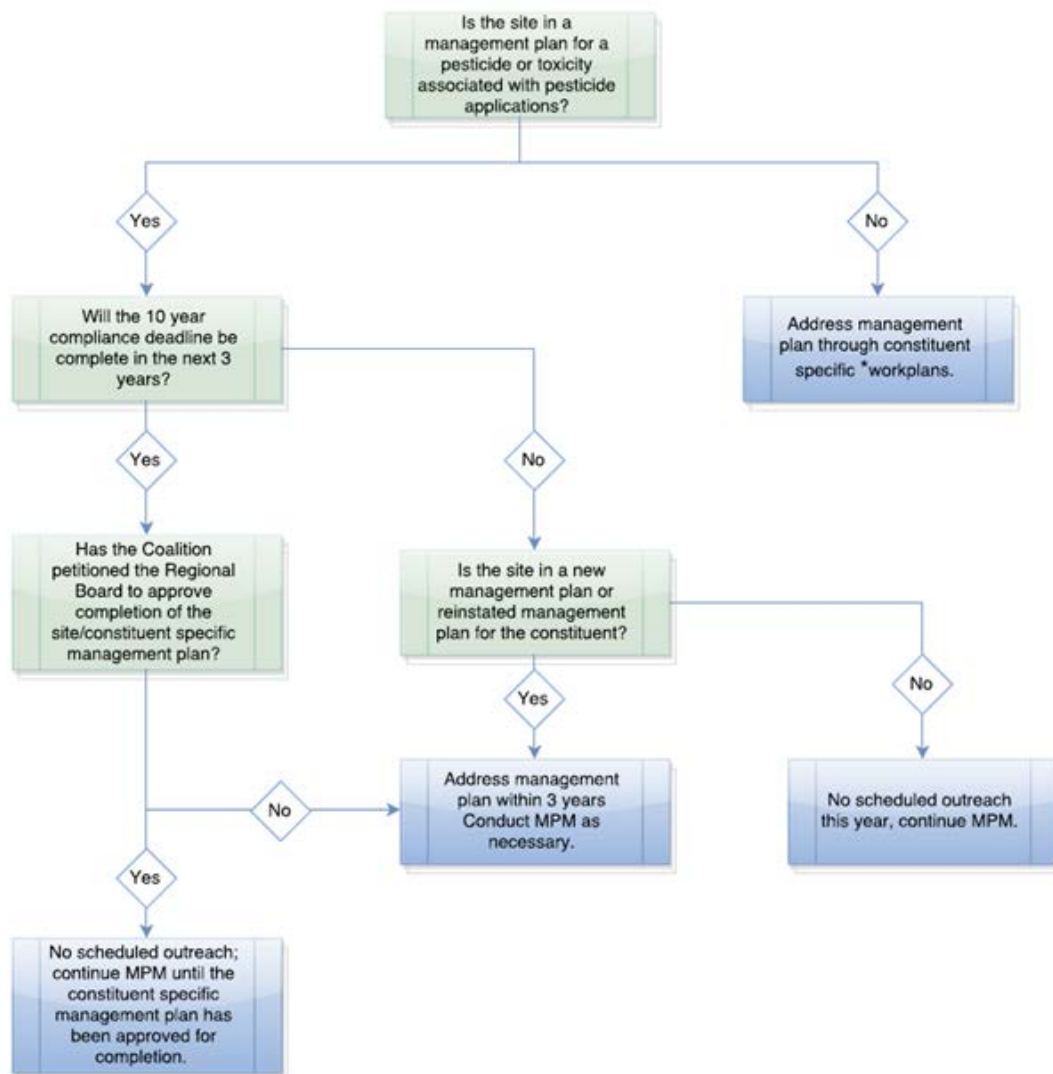 Is the site in a
management plan for a
pesticide or toxicity
associated with pesticide
applications?
Yes
No
Will the 10 year
compliance deadline be
complete in the next 3
years?
Address management
plan through constituent
specific *workplans.
Yes
No
Has the Coalition
petitioned the Regional
Board to approve
completion of the
site/constituent specific
management plan?
Is the site in a new
management plan or
reinstated management
plan for the constituent?
Yes
No
Address management
plan within 3 years
Conduct MPM as
necessary.
No scheduled outreach
this year, continue MPM.
No
Yes
No scheduled outreach;
continue MPM until the
constituent specific
management plan has
been approved for
completion.